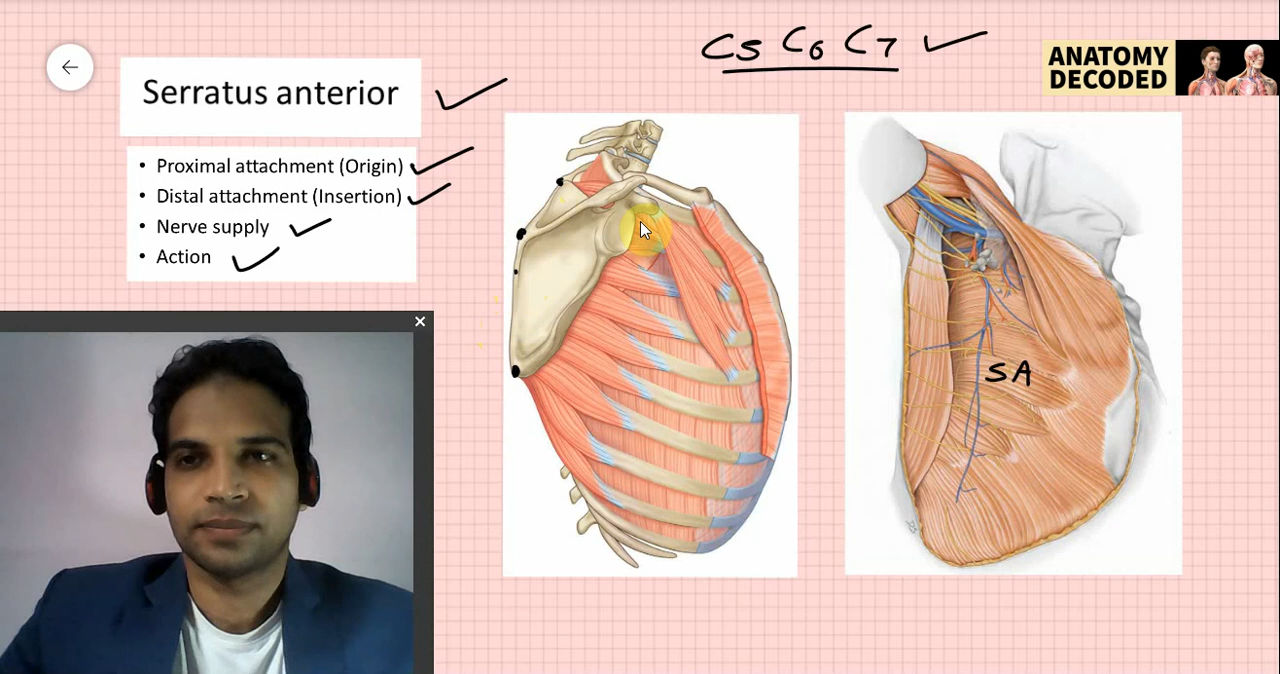 C5 C6 C7
ANATOMY
DECODED
Serratus anterior
• Proximal attachment (Origin)
• Distal attachment (Insertion)
• Nerve supply
• Action
SA